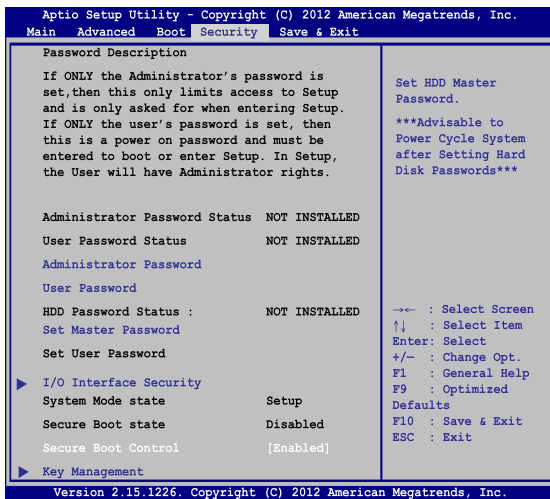 Aptio Setup Utility - Copyright (C) 2012 American Megatrends, Inc.
Main Advanced Boot Security Save & Exit
Password Description
If ONLY the Administrator's password is
set,then this only limits access to Setup
and is only asked for when entering Setup.
If ONLY the user's password is set, then
this is a power on password and must be
entered to boot or enter Setup. In Setup,
the User will have Administrator rights.
Administrator Password Status NOT INSTALLED
User Password Status NOT INSTALLED
Administrator Password
User Password
HDD Password Status : NOT INSTALLED
Set Master Password
Set User Password
I/O Interface Security
System Mode state Setup
Secure Boot state Disabled
Secure Boot Control [Enabled]
Key Management
Set HDD Master
Password.
***Advisable to
Power Cycle System
after Setting Hard
Disk Passwords***
→← : Select Screen
↑↓ : Select Item
Enter: Select
+/— : Change Opt.
F1 : General Help
F9 : Optimized
Defaults
F10 : Save & Exit
ESC : Exit
Version 2.15.1226. Copyright (C) 2012 American Megatrends, Inc.